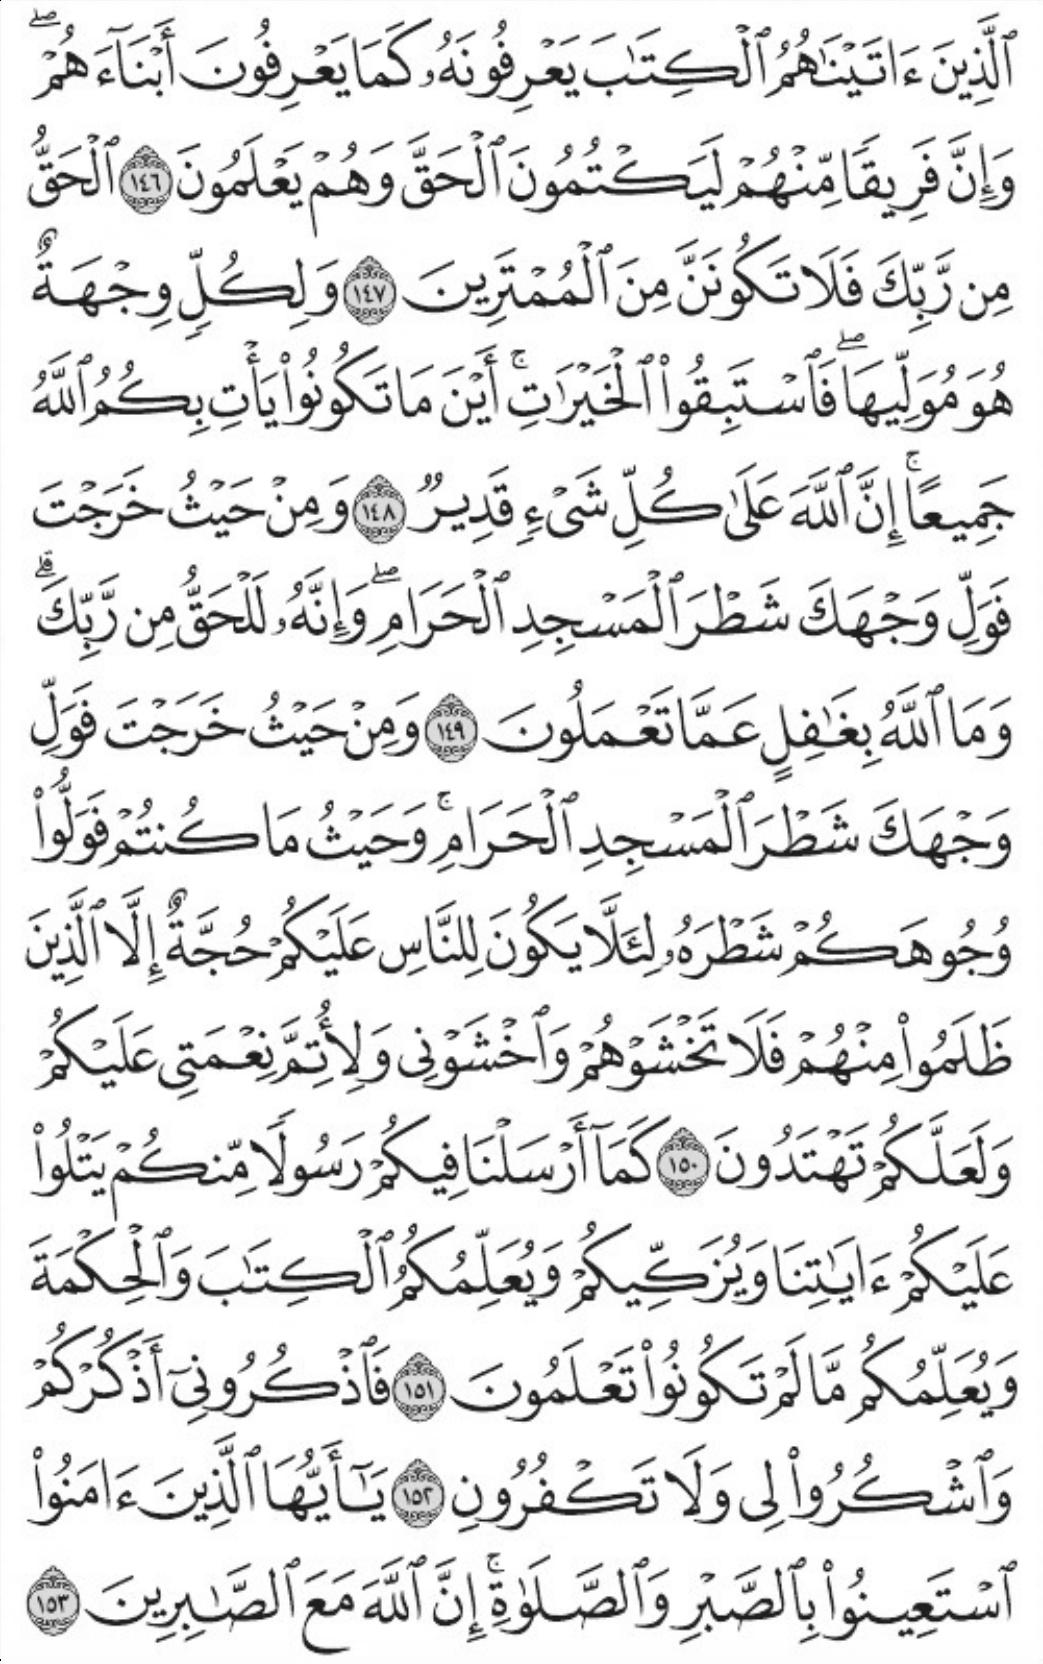 ٱلَّذِينَ ءَاتَيْنَٰهُمُ ٱلْكِتَٰبَ يَعْرِفُونَهُۥ كَمَا يَعْرِفُونَ أَبْنَآءَهُمْ ۖ
وَإِنَّ فَرِيقًا مِّنْهُمْ لَيَكْتُمُونَ ٱلْحَقَّ وَهُمْ يَعْلَمُونَ ١٤٦ ٱلْحَقُّ
مِن رَّبِّكَ فَلَا تَكُونَنَّ مِنَ ٱلْمُمْتَرِينَ ١٤٧ وَلِكُلٍّ وِجْهَةٌ
هُوَ مُوَلِّيهَا ۖ فَٱسْتَبِقُوا۟ ٱلْخَيْرَٰتِ ۚ أَيْنَ مَا تَكُونُوا۟ يَأْتِ بِكُمُ ٱللَّهُ
جَمِيعًا ۚ إِنَّ ٱللَّهَ عَلَىٰ كُلِّ شَىْءٍ قَدِيرٌ ١٤٨ وَمِنْ حَيْثُ خَرَجْتَ
فَوَلِّ وَجْهَكَ شَطْرَ ٱلْمَسْجِدِ ٱلْحَرَامِ ۖ وَإِنَّهُۥ لَلْحَقُّ مِن رَّبِّكَ ۗ
وَمَا ٱللَّهُ بِغَٰفِلٍ عَمَّا تَعْمَلُونَ ١٤٩ وَمِنْ حَيْثُ خَرَجْتَ فَوَلِّ
وَجْهَكَ شَطْرَ ٱلْمَسْجِدِ ٱلْحَرَامِ ۚ وَحَيْثُ مَا كُنتُمْ فَوَلُّوا۟
وُجُوهَكُمْ شَطْرَهُۥ لِئَلَّا يَكُونَ لِلنَّاسِ عَلَيْكُمْ حُجَّةٌ إِلَّا ٱلَّذِينَ
ظَلَمُوا۟ مِنْهُمْ فَلَا تَخْشَوْهُمْ وَٱخْشَوْنِى وَلِأُتِمَّ نِعْمَتِى عَلَيْكُمْ
وَلَعَلَّكُمْ تَهْتَدُونَ ١٥٠ كَمَآ أَرْسَلْنَا فِيكُمْ رَسُولًا مِّنكُمْ يَتْلُوا۟
عَلَيْكُمْ ءَايَٰتِنَا وَيُزَكِّيكُمْ وَيُعَلِّمُكُمُ ٱلْكِتَٰبَ وَٱلْحِكْمَةَ
وَيُعَلِّمُكُم مَّا لَمْ تَكُونُوا۟ تَعْلَمُونَ ١٥١ فَٱذْكُرُونِىٓ أَذْكُرْكُمْ
وَٱشْكُرُوا۟ لِى وَلَا تَكْفُرُونِ ١٥٢ يَٰٓأَيُّهَا ٱلَّذِينَ ءَامَنُوا۟
ٱسْتَعِينُوا۟ بِٱلصَّبْرِ وَٱلصَّلَوٰةِ ۚ إِنَّ ٱللَّهَ مَعَ ٱلصَّٰبِرِينَ ١٥٣